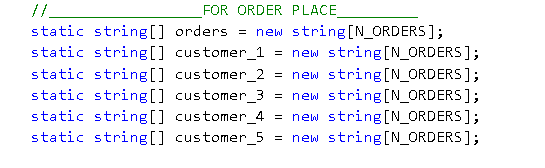 //_________________FOR ORDER PLACE_________
static string[] orders = new string[N_ORDERS];
static string[] customer_1 = new string[N_ORDERS];
static string[] customer_2 = new string[N_ORDERS];
static string[] customer_3 = new string[N_ORDERS];
static string[] customer_4 = new string[N_ORDERS];
static string[] customer_5 = new string[N_ORDERS];